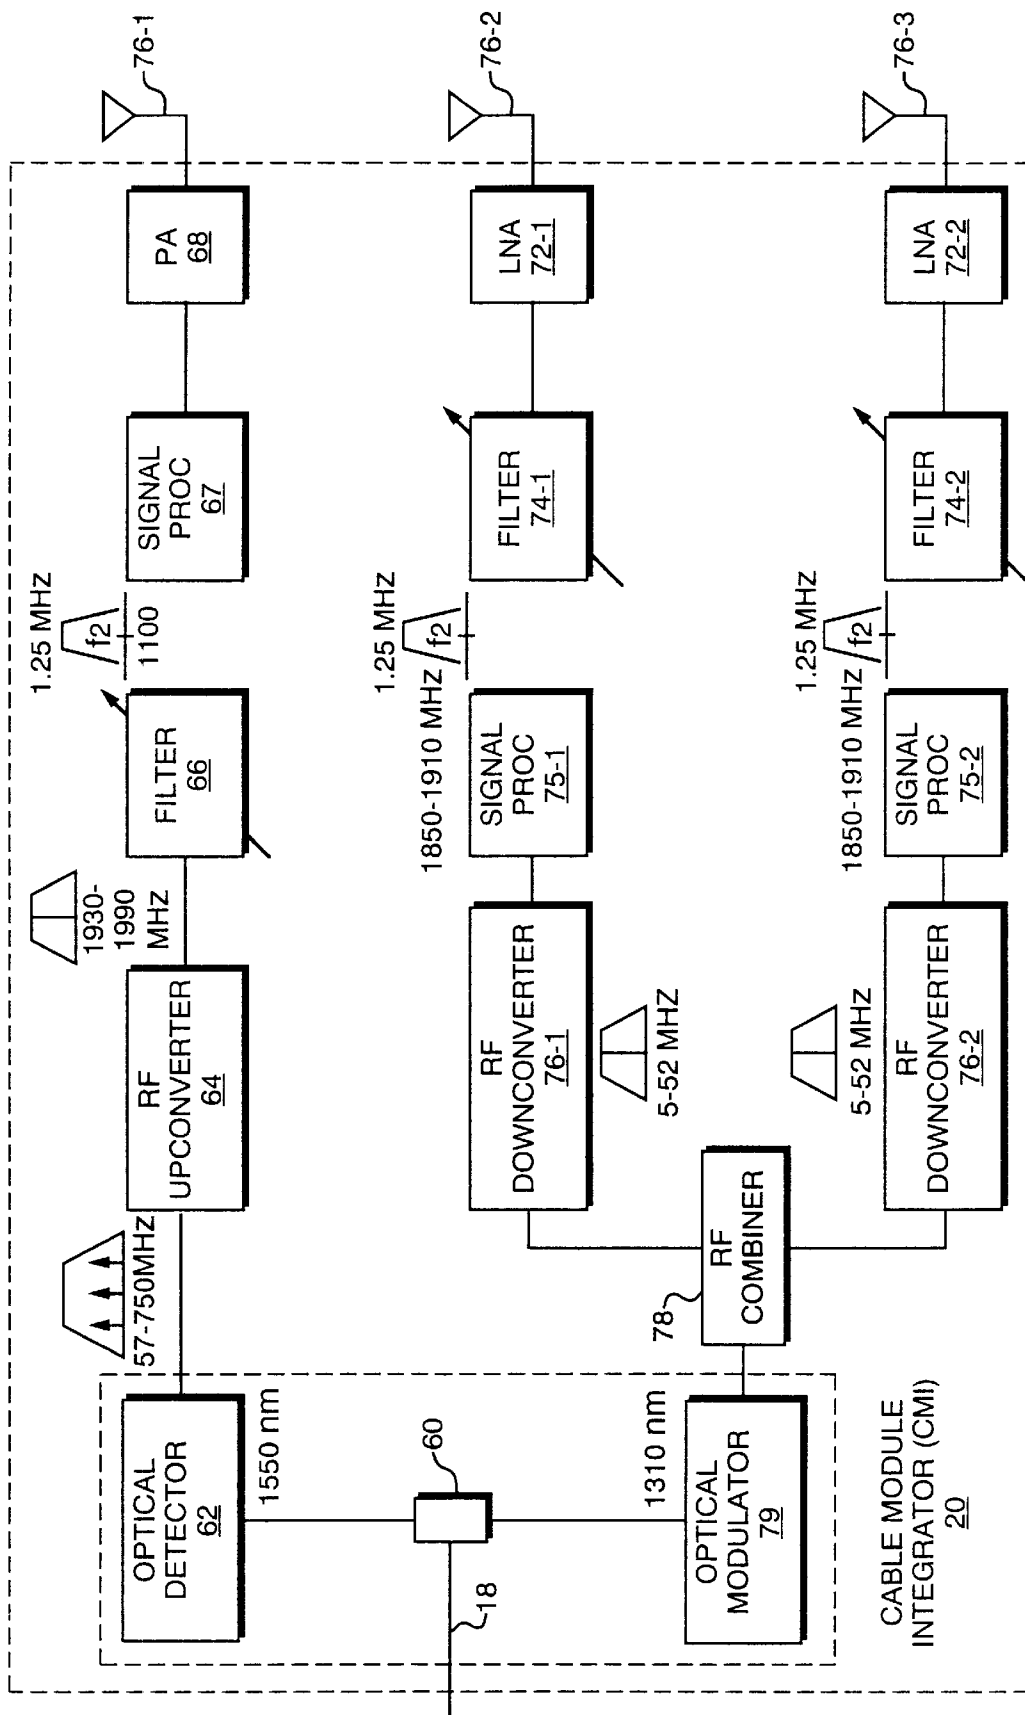 OPTICAL
DETECTOR
62
57-750MHz
RF
UPCONVERTER
64
1930-
1990
MHz
FILTER
66
1.25 MHz
f2
1100
SIGNAL
PROC
67
PA
68
76-1
1550 nm
60
18
1310 nm
OPTICAL
MODULATOR
79
78
RF
COMBINER
RF
DOWNCONVERTER
76-1
5-52 MHZ
SIGNAL
PROC
75-1
1850-1910 MHz
1.25 MHz
f2
FILTER
74-1
LNA
72-1
76-2
RF
DOWNCONVERTER
76-2
5-52 MHZ
SIGNAL
PROC
75-2
1850-1910 MHz
1.25 MHz
f2
FILTER
74-2
LNA
72-2
76-3
CABLE MODULE
INTEGRATOR (CMI)
20